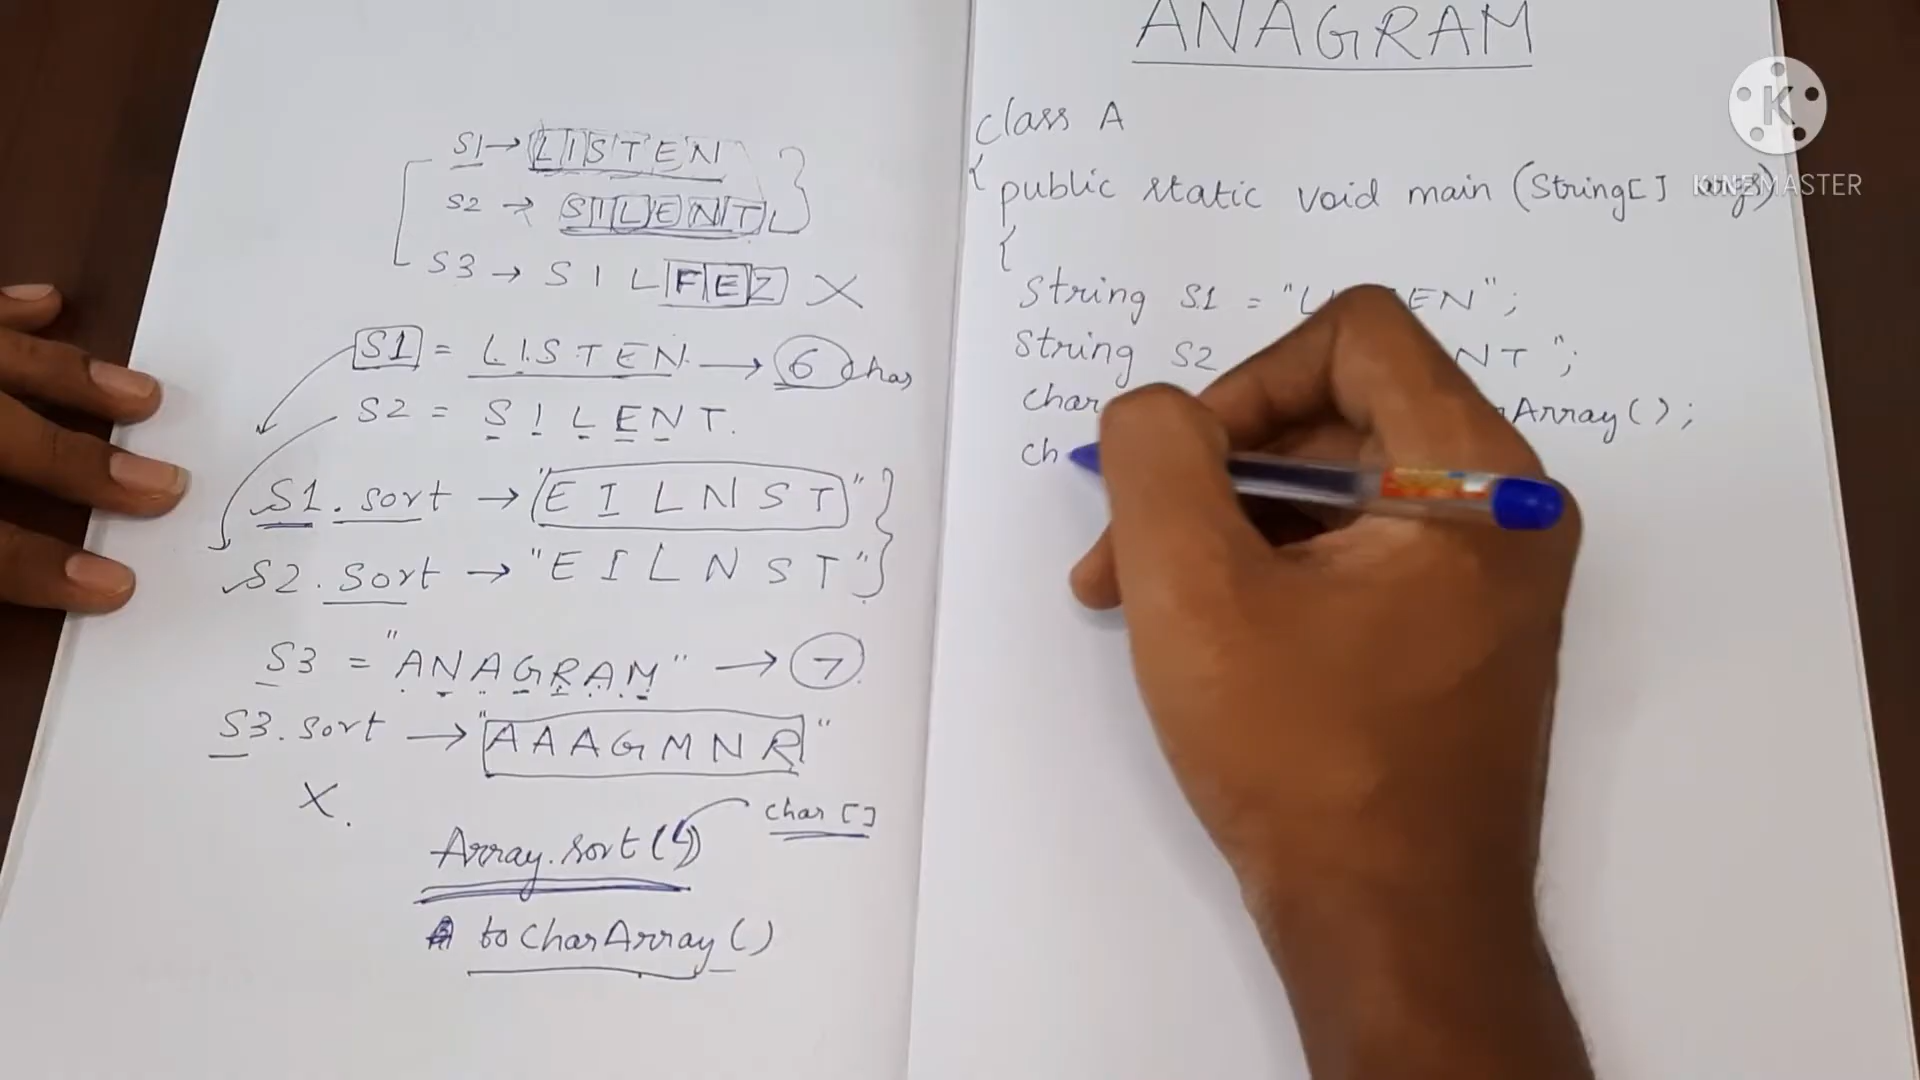 S1 → LISTEN
S2 → SILENT
S3 → SILFEZ X
S1 = LISTEN → 6 char
S2 = SILENT.
S1.sort → "EILNST"
S2.sort → "EILNST"
S3 = "ANAGRAM" → 7
S3.sort → "AAAGMNR"
X.
char []
Array.sort()
toCharArray()
ANAGRAM
class A
{
public static void main (String[] args)
{
String S1 = "L EN";
String S2 NT";
char Array();
ch
K
KINEMASTER